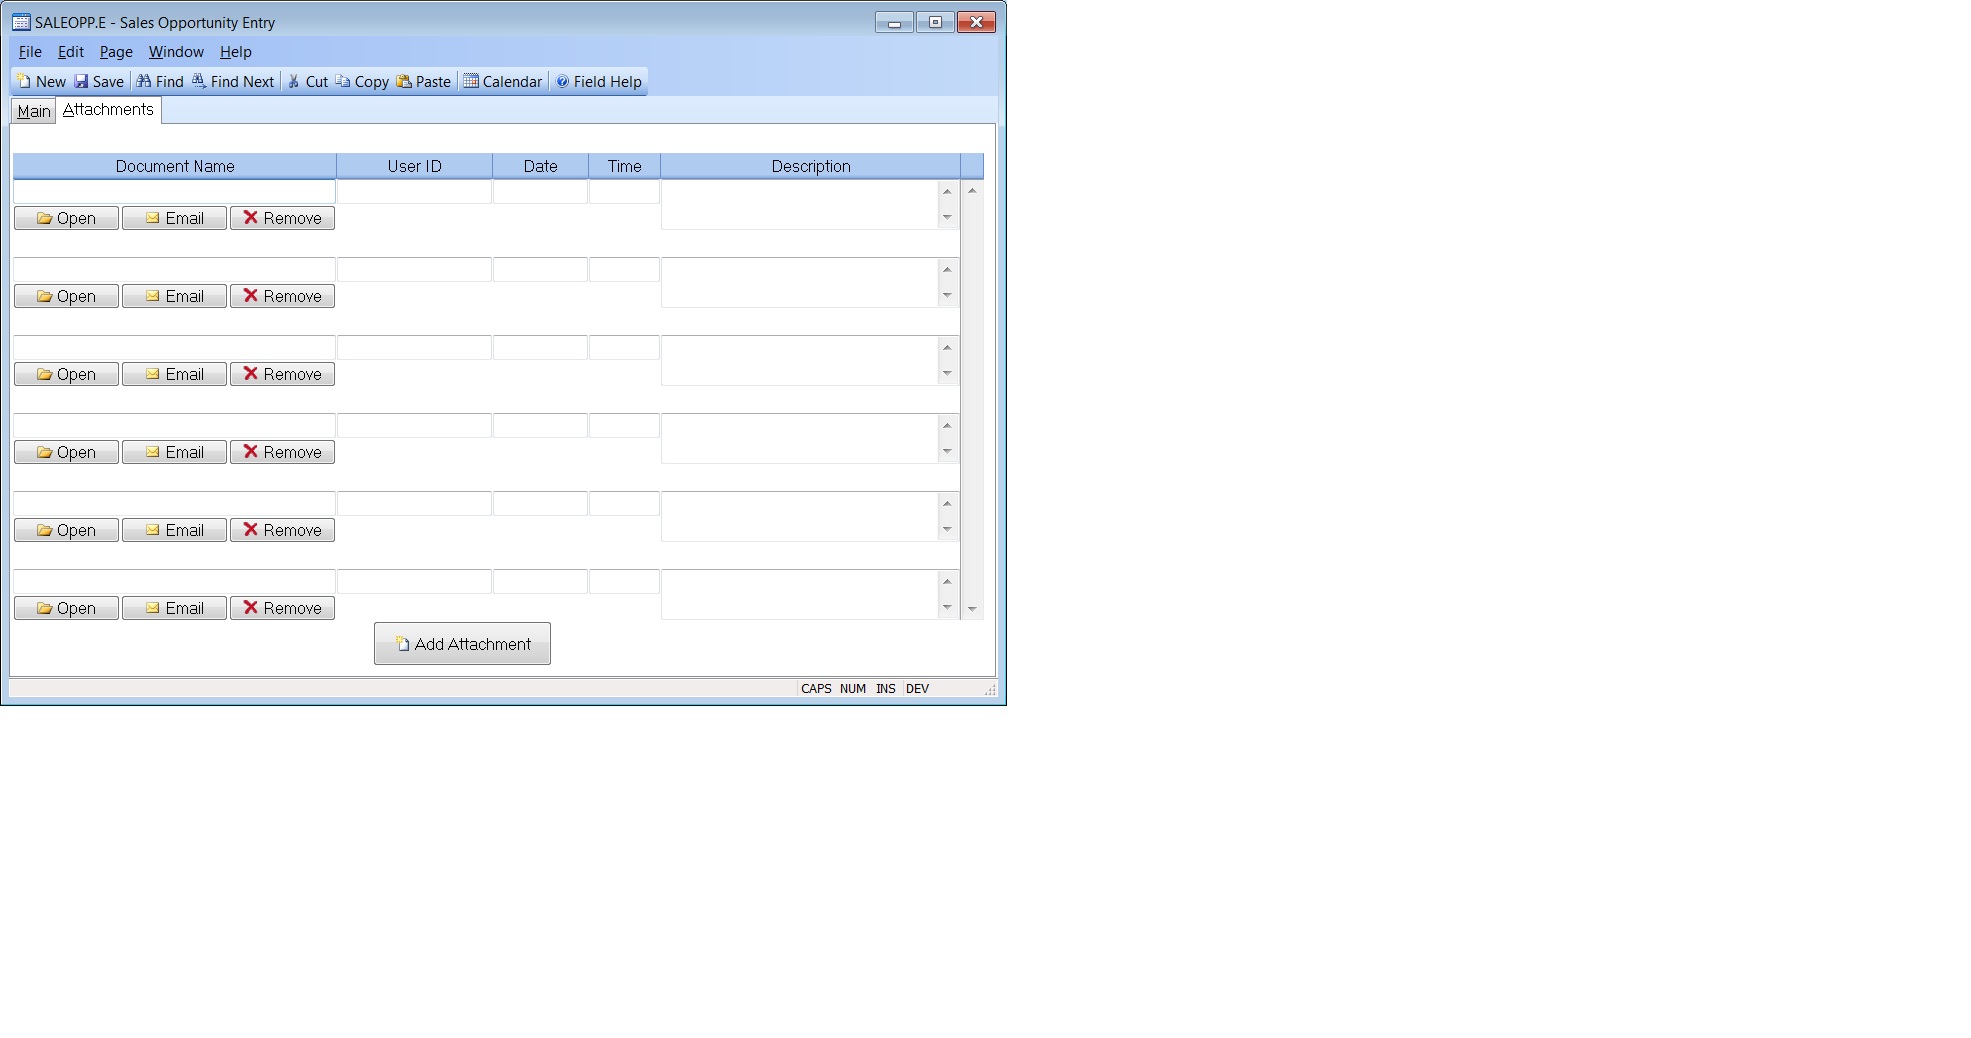 SALEOPP.E - Sales Opportunity Entry
File Edit Page Window Help
New Save Find Find Next Cut Copy Paste Calendar Field Help
Main Attachments
Document Name User ID Date Time Description
Open Email Remove
Open Email Remove
Open Email Remove
Open Email Remove
Open Email Remove
Open Email Remove
Add Attachment
CAPS NUM INS DEV